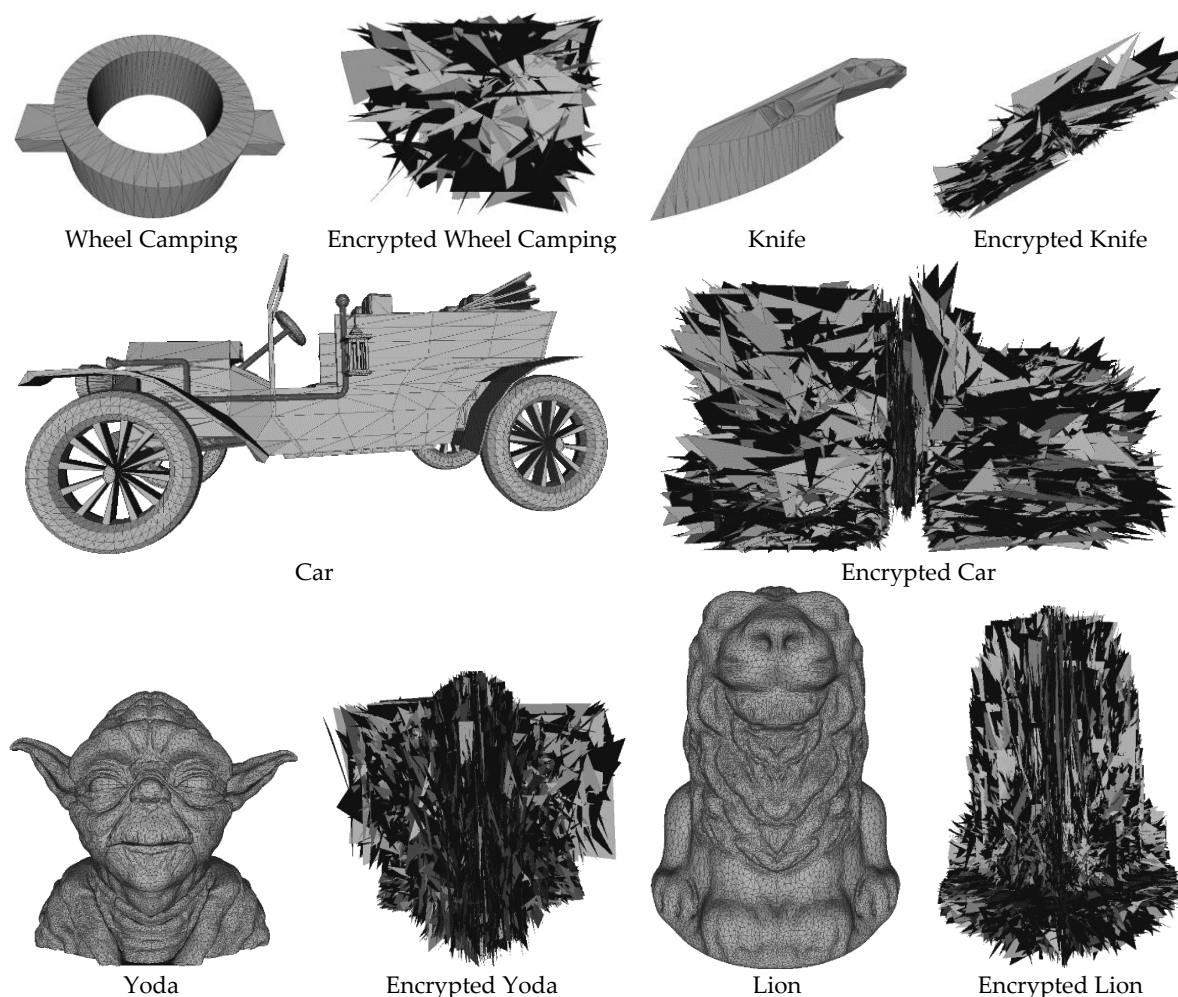 Wheel Camping
Encrypted Wheel Camping
Knife
Encrypted Knife
Car
Encrypted Car
Yoda
Encrypted Yoda
Lion
Encrypted Lion